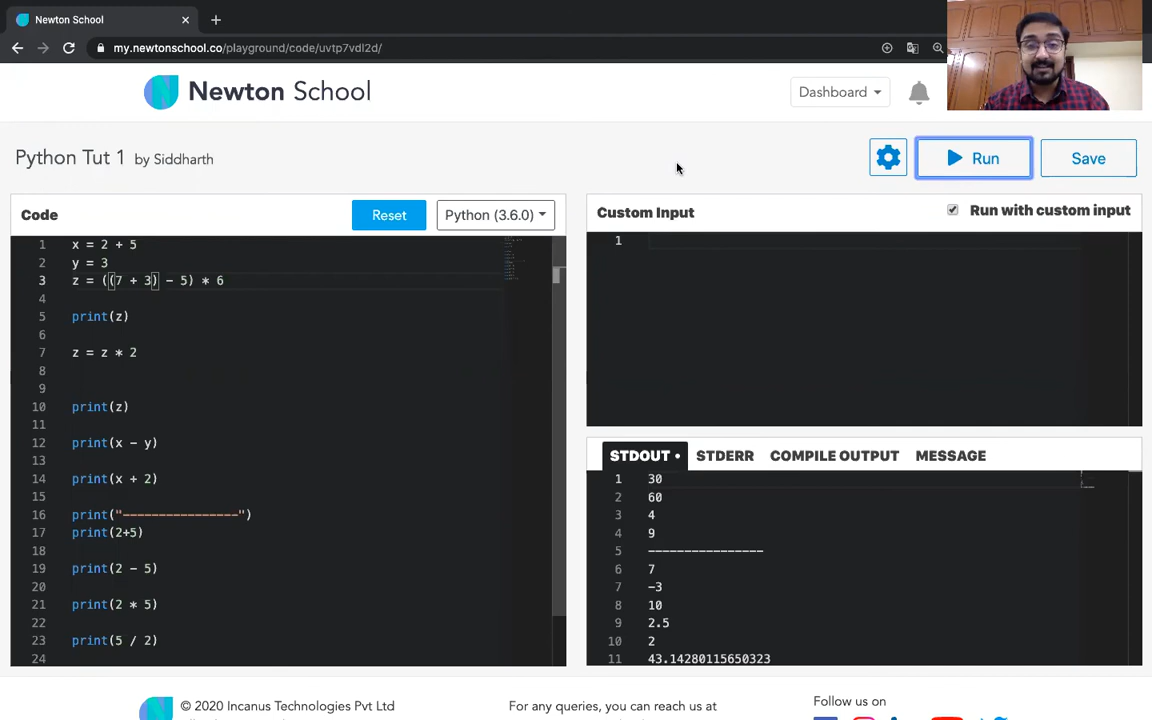 Newton School
my.newtonschool.co/playground/code/uvtp7vdl2d/
Newton School
Dashboard
Python Tut 1 by Siddharth
Run
Save
Code
Reset
Python (3.6.0)
1 x = 2 + 5
2 y = 3
3 z = ((7 + 3) - 5) * 6
4
5 print(z)
6
7 z = z * 2
8
9
10 print(z)
11
12 print(x - y)
13
14 print(x + 2)
15
16 print("----------------")
17 print(2+5)
18
19 print(2 - 5)
20
21 print(2 * 5)
22
23 print(5 / 2)
24
Custom Input
Run with custom input
1
STDOUT •
STDERR
COMPILE OUTPUT
MESSAGE
1 30
2 60
3 4
4 9
5 ----------------
6 7
7 -3
8 10
9 2.5
10 2
11 43.14280115650323
© 2020 Incanus Technologies Pvt Ltd
For any queries, you can reach us at
Follow us on